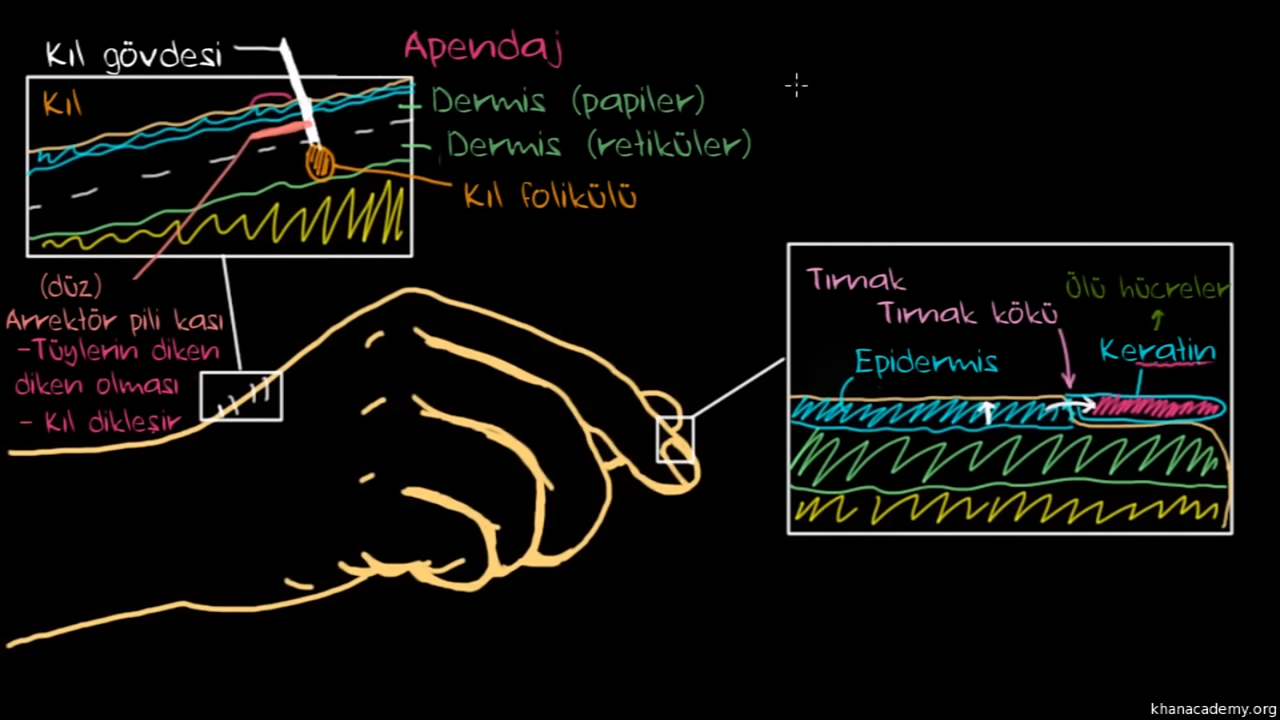 Kıl gövdesi
Apendaj
Kıl
Dermis (papiler)
Dermis (retiküler)
Kıl folikülü
(düz)
Arrektör pili kası
-Tüylerin diken
diken olması
- Kıl dikleşir
Tırnak
Ölü hücreler
Tırnak kökü
Keratin
Epidermis
khanacademy.org